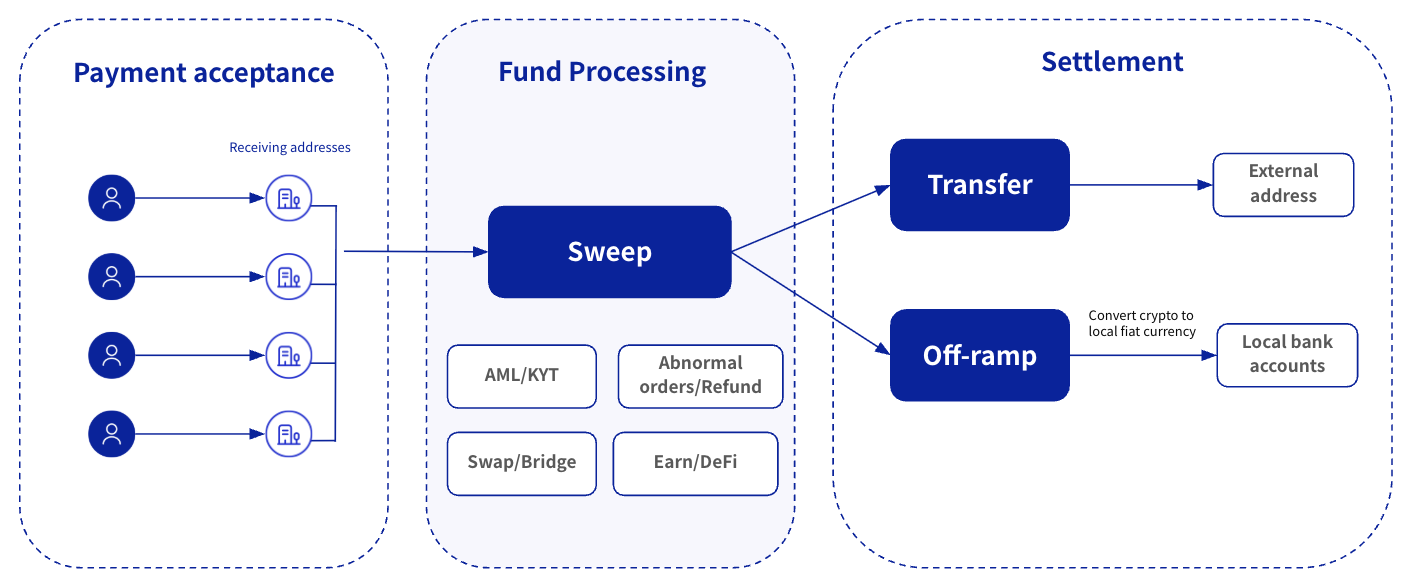 Payment acceptance
Receiving addresses
Fund Processing
Sweep
AML/KYT
Abnormal
orders/Refund
Swap/Bridge
Earn/DeFi
Settlement
Transfer
External
address
Off-ramp
Convert crypto to
local fiat currency
Local bank
accounts